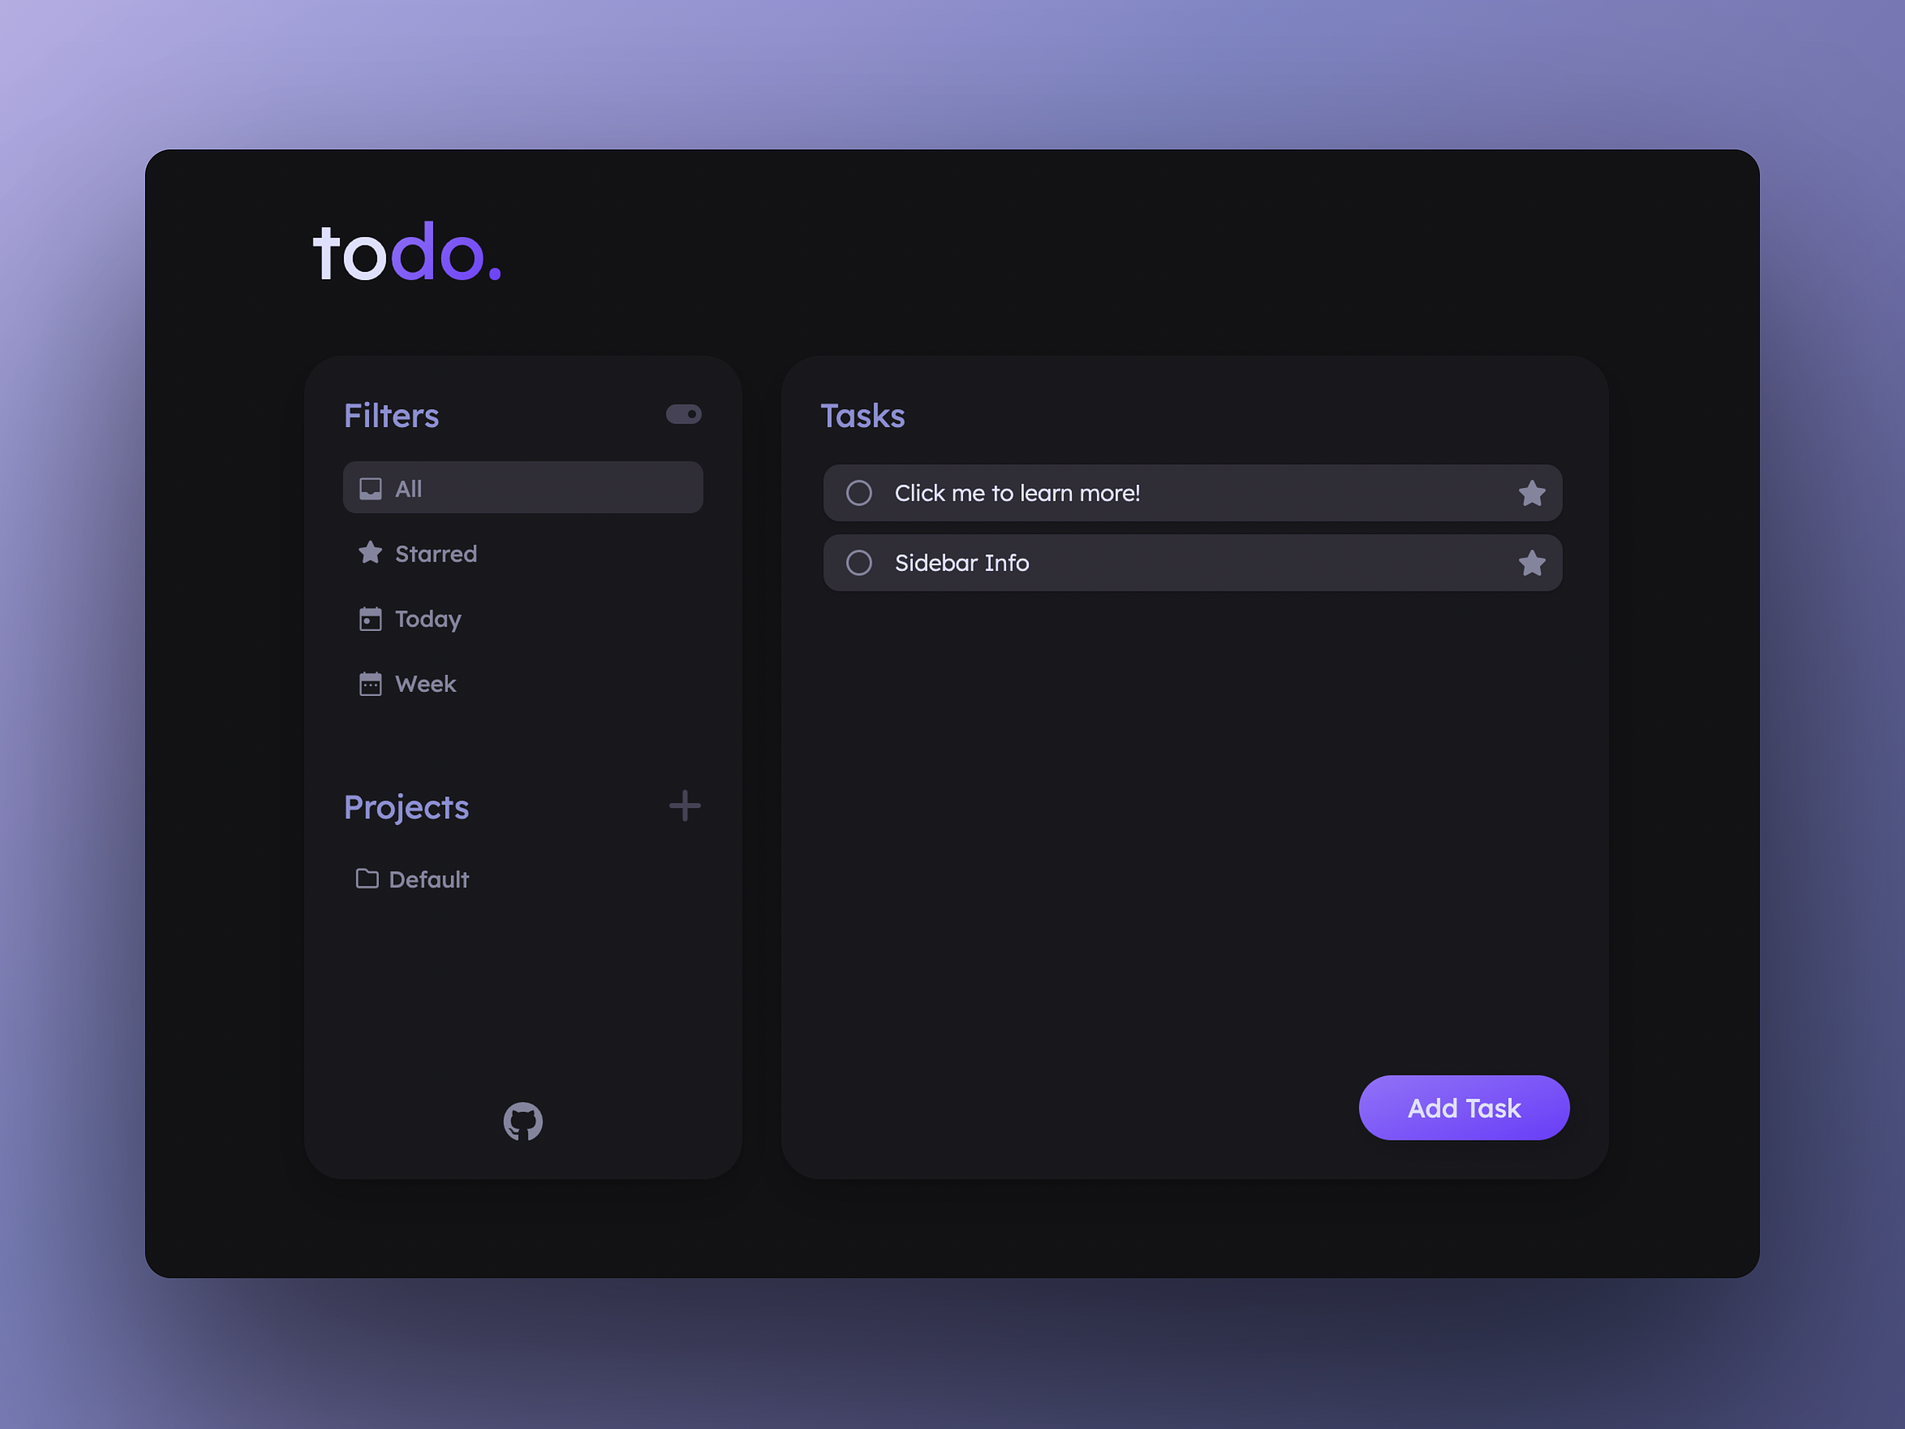 todo.
Filters
All
Starred
Today
Week
Projects
Default
Tasks
Click me to learn more!
Sidebar Info
Add Task